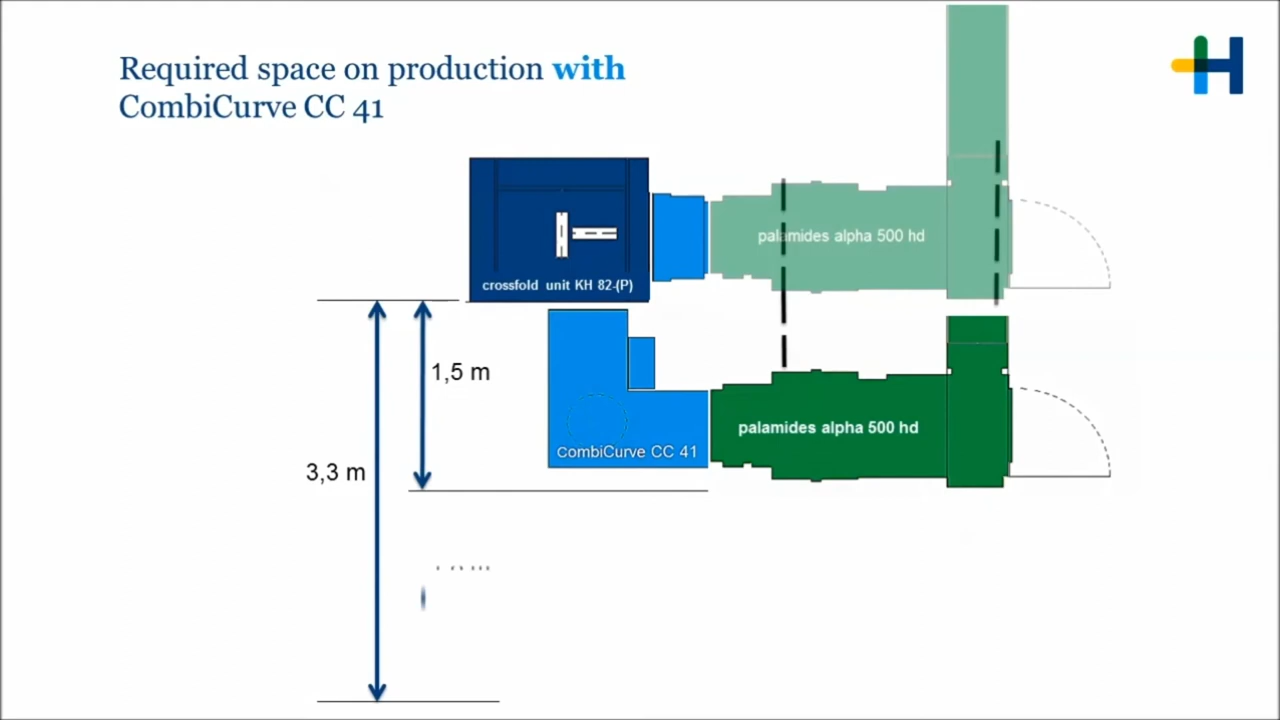 Required space on production with
CombiCurve CC 41
palamides alpha 500 hd
crossfold unit KH 82-(P)
1,5 m
palamides alpha 500 hd
CombiCurve CC 41
3,3 m